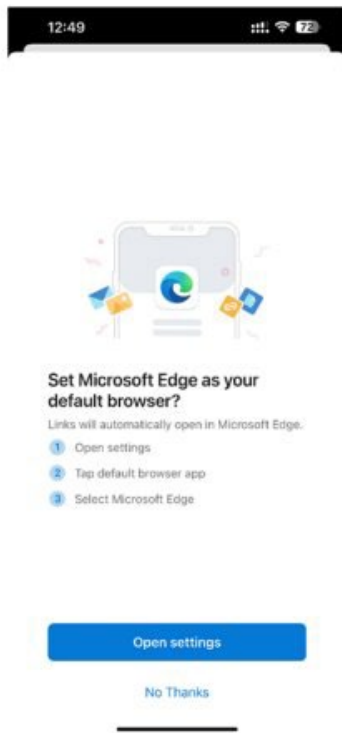 12:49
72
Set Microsoft Edge as your
default browser?
Links will automatically open in Microsoft Edge.
1 Open settings
2 Tap default browser app
3 Select Microsoft Edge
Open settings
No Thanks